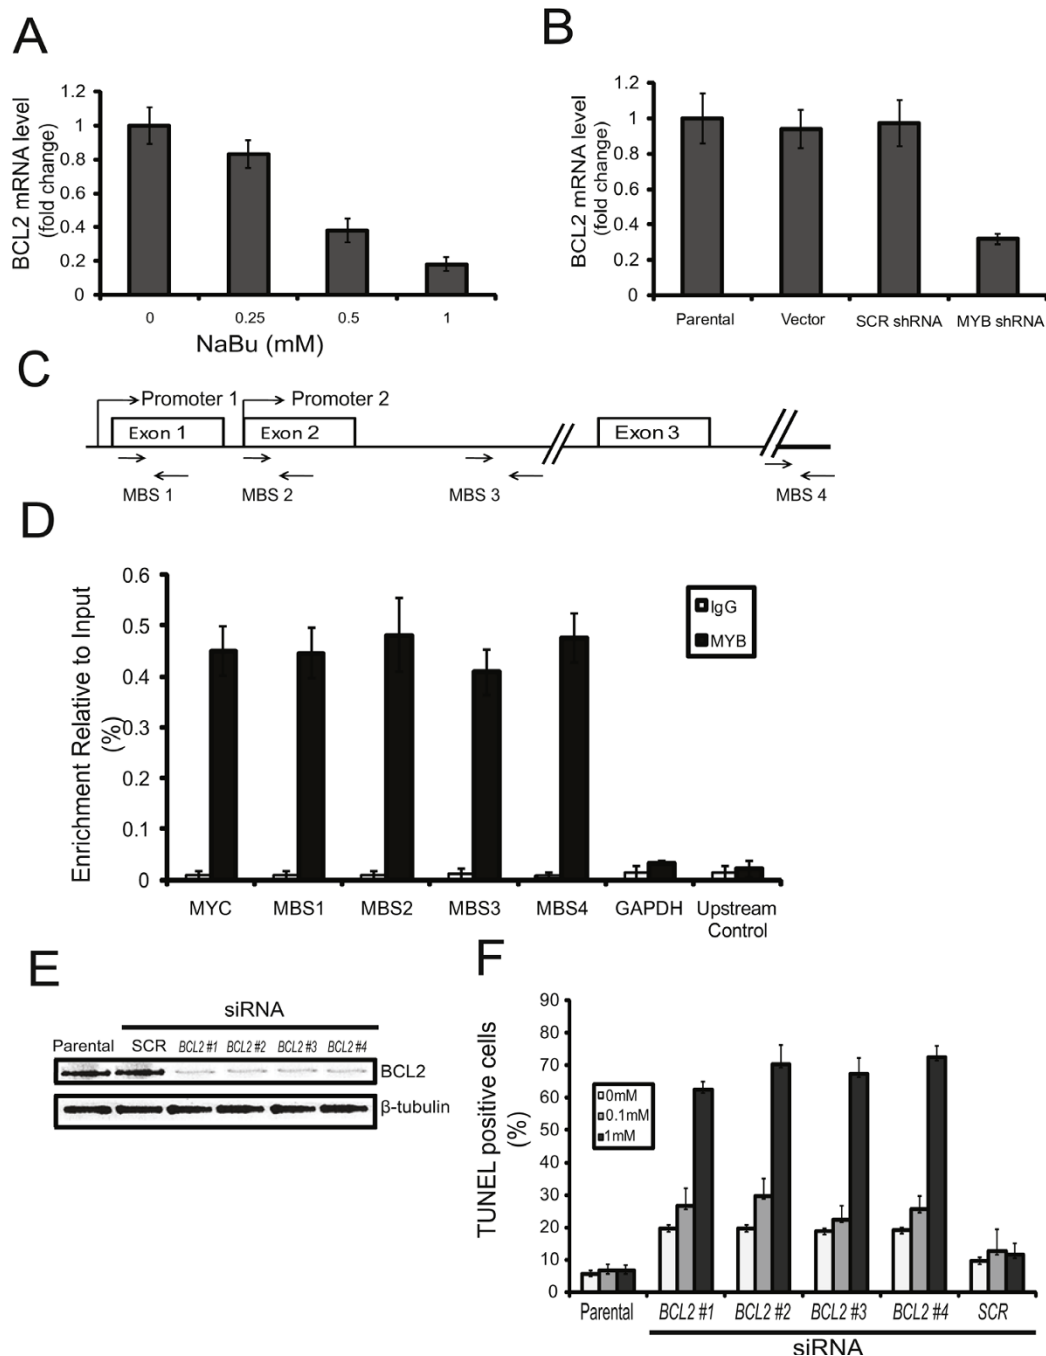 A
BCL2 mRNA level
(fold change)
1.2
1
0.8
0.6
0.4
0.2
0
0 0.25 0.5 1
NaBu (mM)
B
BCL2 mRNA level
(fold change)
1.2
1
0.8
0.6
0.4
0.2
0
Parental Vector SCR shRNA MYB shRNA
C
Promoter 1 Promoter 2
Exon 1 Exon 2 Exon 3
MBS 1 MBS 2 MBS 3 MBS 4
D
Enrichment Relative to Input
(%)
0.6
0.5
0.4
0.3
0.2
0.1
0
IgG
MYB
MYC MBS1 MBS2 MBS3 MBS4 GAPDH Upstream
Control
E
siRNA
Parental SCR BCL2 #1 BCL2 #2 BCL2 #3 BCL2 #4
BCL2
β-tubulin
F
TUNEL positive cells
(%)
90
80
70
60
50
40
30
20
10
0
0mM
0.1mM
1mM
Parental BCL2 #1 BCL2 #2 BCL2 #3 BCL2 #4 SCR
siRNA